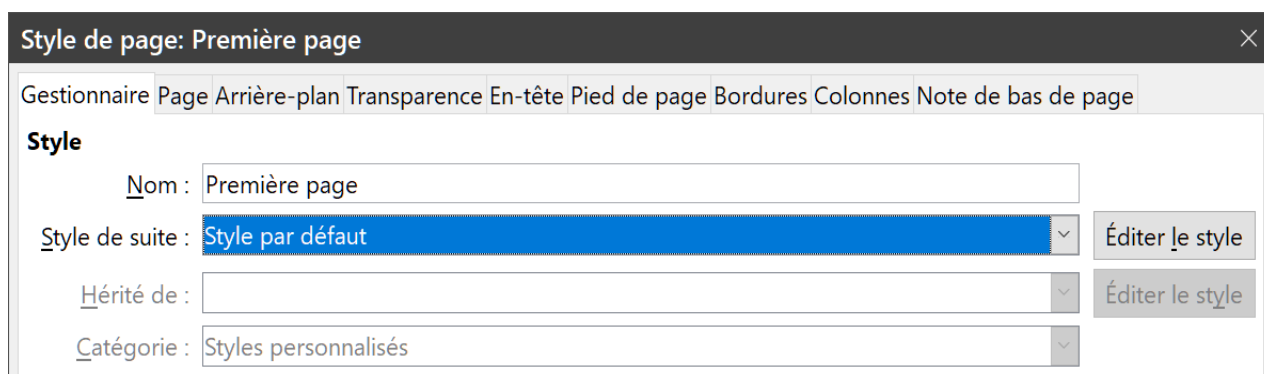 Style de page: Première page
Gestionnaire Page Arrière-plan Transparence En-tête Pied de page Bordures Colonnes Note de bas de page
Style
Nom : Première page
Style de suite : Style par défaut Éditer le style
Hérité de : Éditer le style
Catégorie : Styles personnalisés